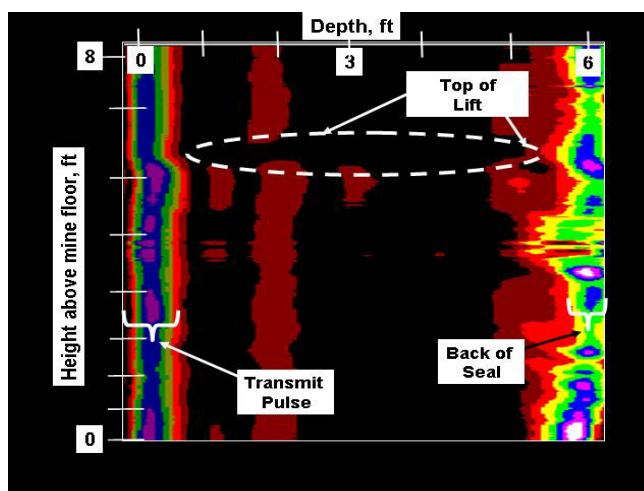 Depth, ft
8
0
3
6
Top of
Lift
Height above mine floor, ft
Back of
Seal
Transmit
Pulse
0